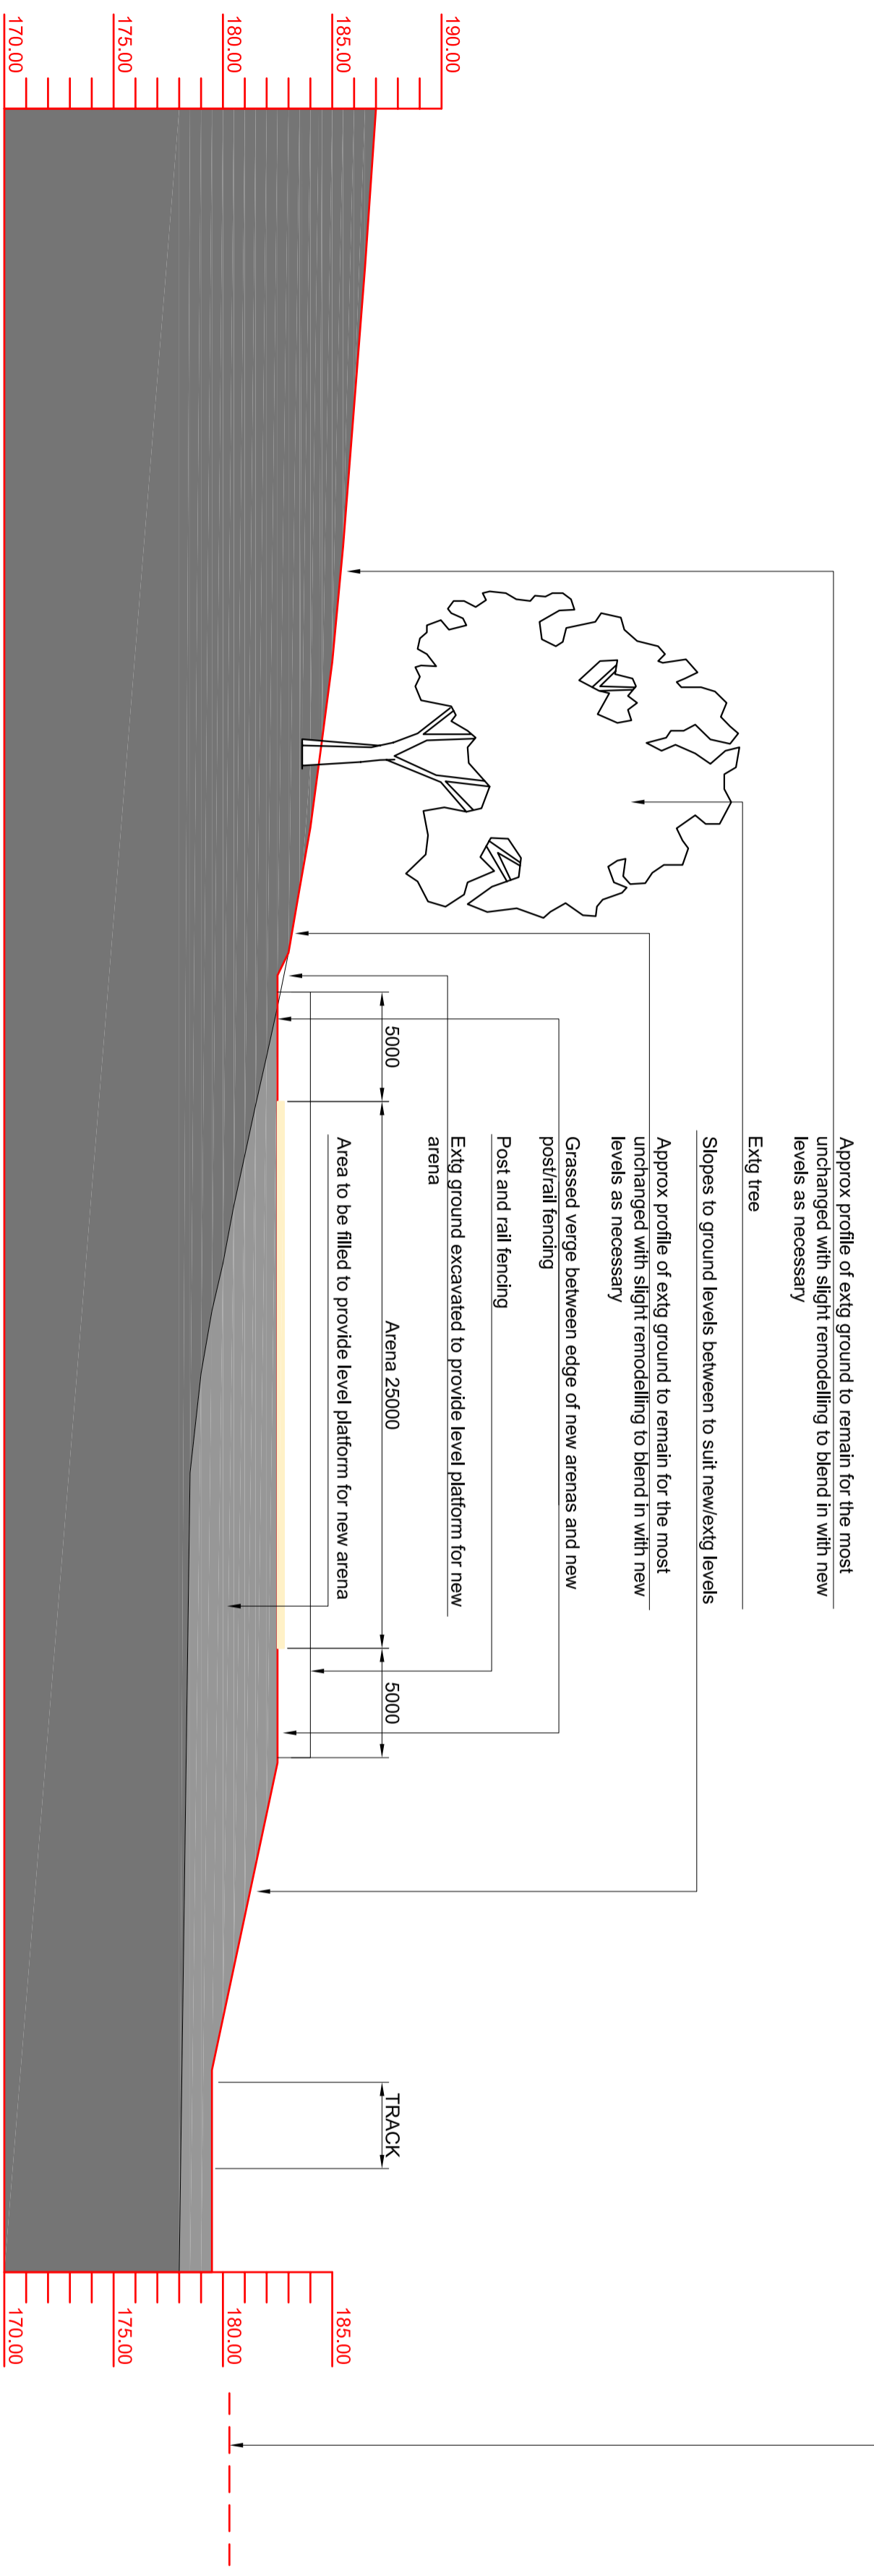 Approx profile of extg ground to remain for the most
unchanged with slight remodelling to blend in with new
levels as necessary
Extg tree
Slopes to ground levels between to suit new/extg levels
Approx profile of extg ground to remain for the most
unchanged with slight remodelling to blend in with new
levels as necessary
Grassed verge between edge of new arenas and new
post/rail fencing
Post and rail fencing
Extg ground excavated to provide level platform for new
arena
Area to be filled to provide level platform for new arena
5000
Arena 25000
5000
TRACK
190.00
185.00
180.00
175.00
170.00
185.00
180.00
175.00
170.00